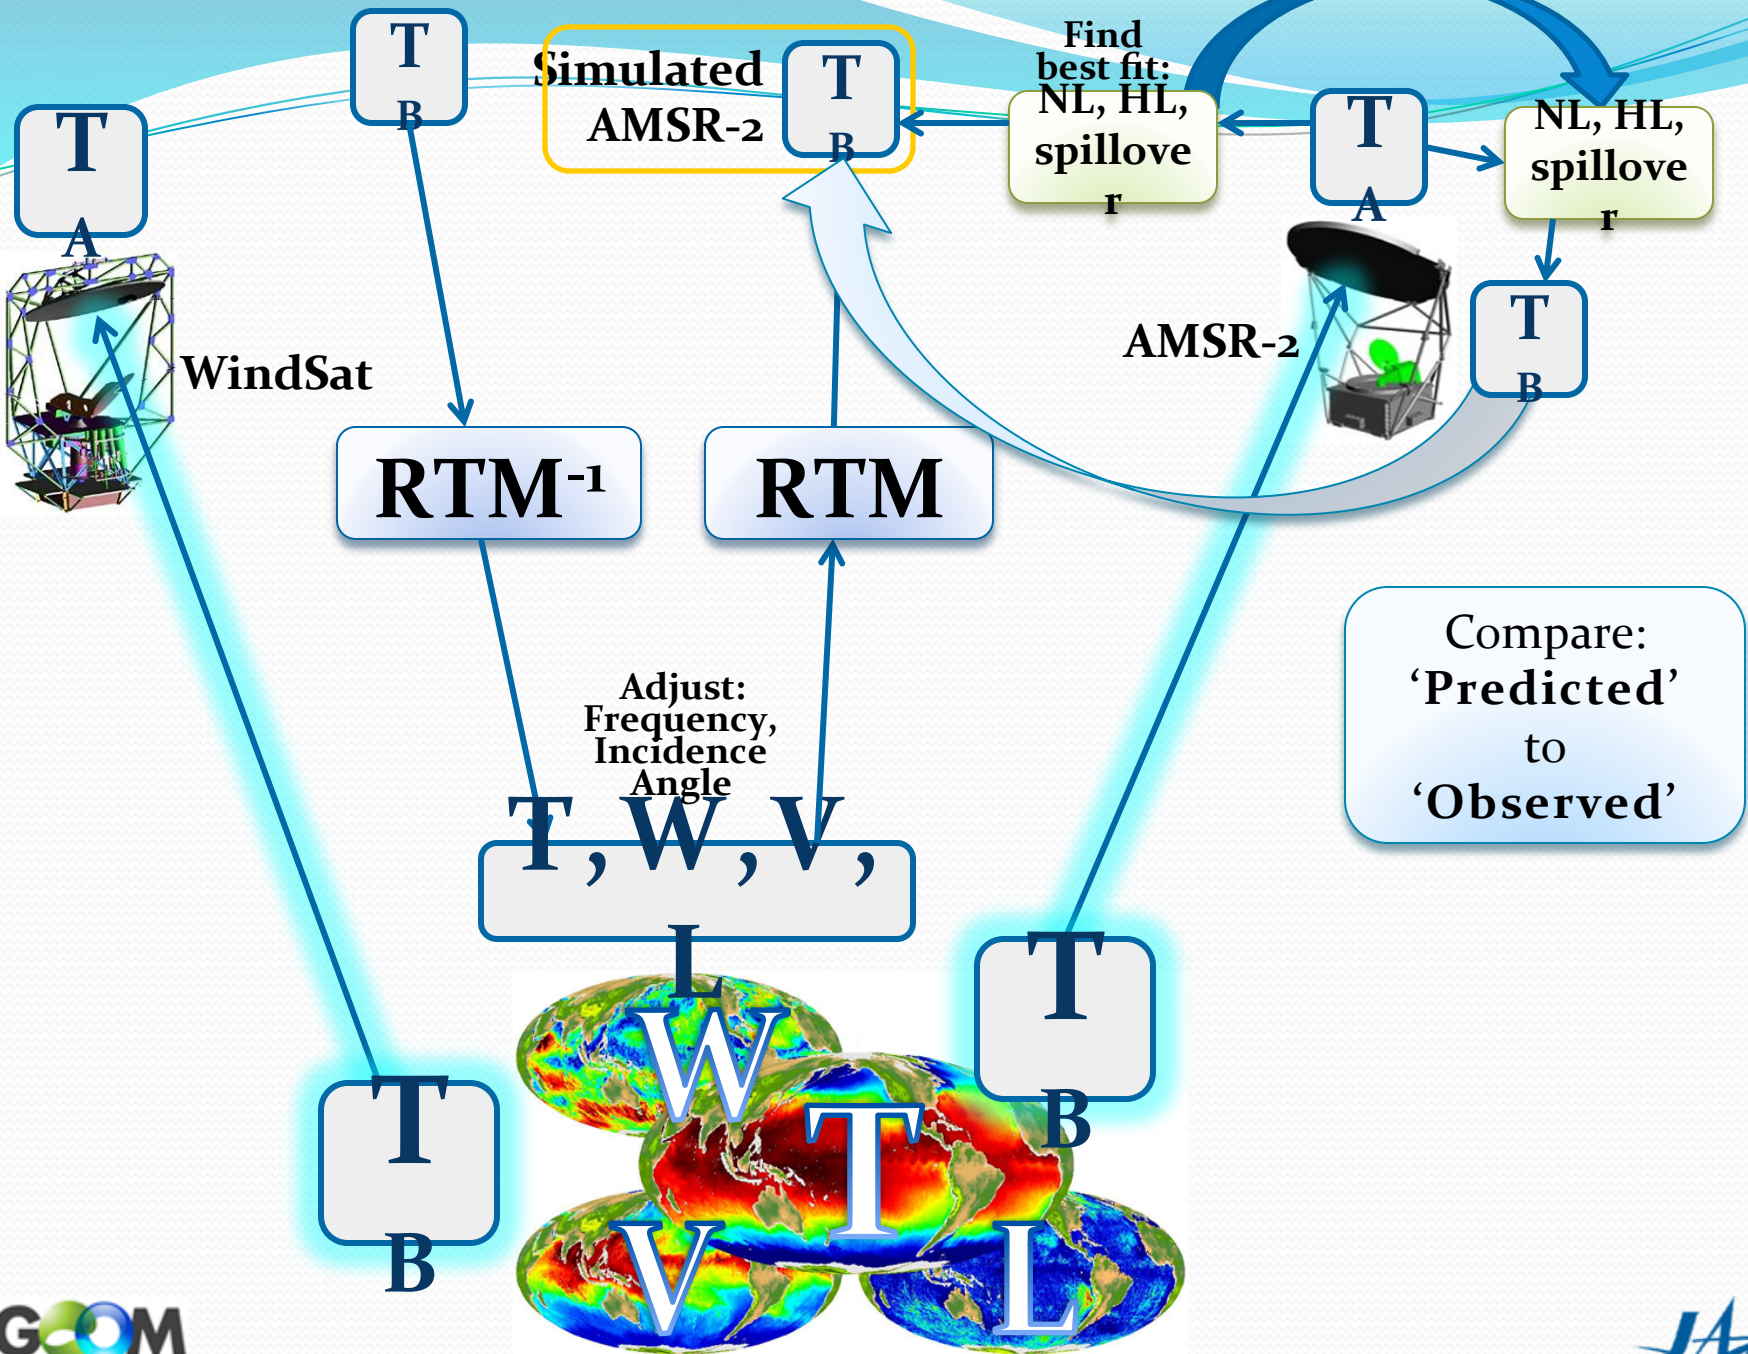 T
B
Simulated
AMSR-2
T
B
Find
best fit:
NL, HL,
spillove
r
T
A
NL, HL,
spillove
r
T
A
WindSat
AMSR-2
T
B
RTM-1
RTM
Compare:
‘Predicted’
to
‘Observed’
Adjust:
Frequency,
Incidence
Angle
T, W, V,
L
T
B
T
B
W
T
V
L
GCOM